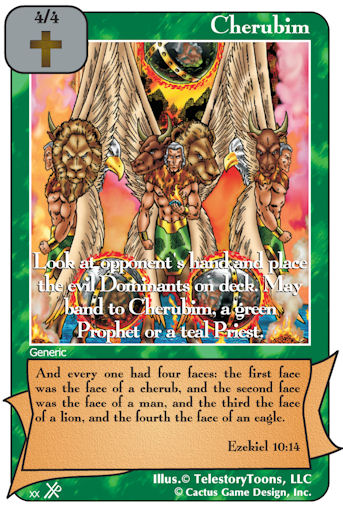 4/4
Cherubim
Look at opponent s hand and place
the evil Dominants on deck. May
band to Cherubim, a green
Prophet or a teal Priest.
Generic
And every one had four faces: the first face
was the face of a cherub, and the second face
was the face of a man, and the third the face
of a lion, and the fourth the face of an eagle.
Ezekiel 10:14
XX
Illus.© TelestoryToons, LLC
© Cactus Game Design, Inc.